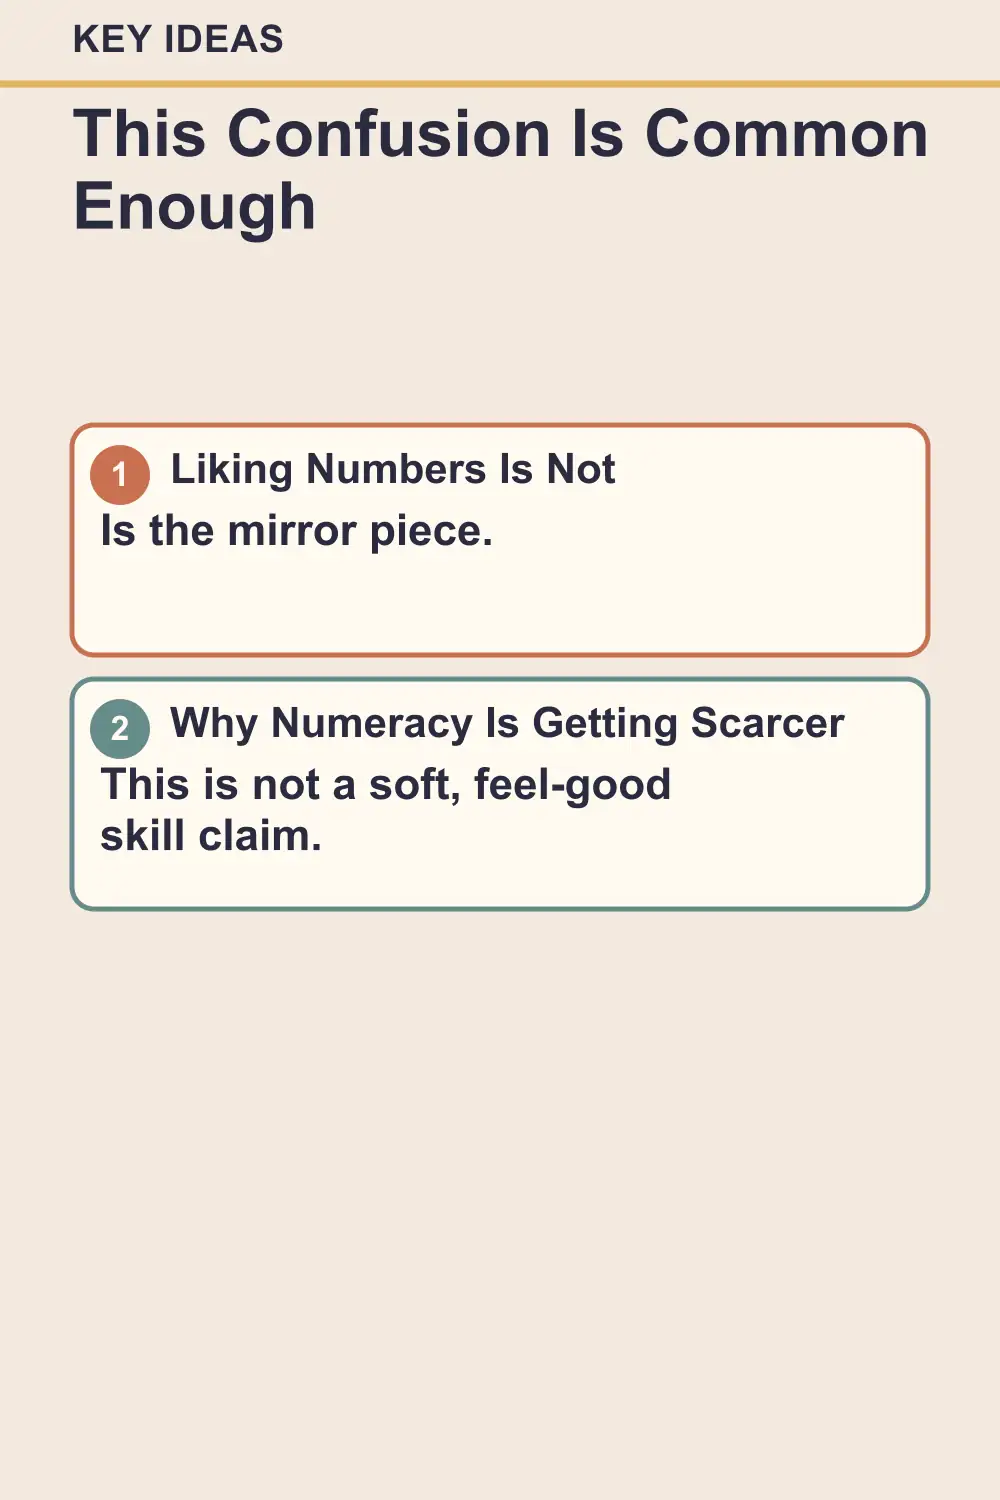 KEY IDEAS
This Confusion Is Common
Enough
1 Liking Numbers Is Not
Is the mirror piece.
2 Why Numeracy Is Getting Scarcer
This is not a soft, feel-good
skill claim.